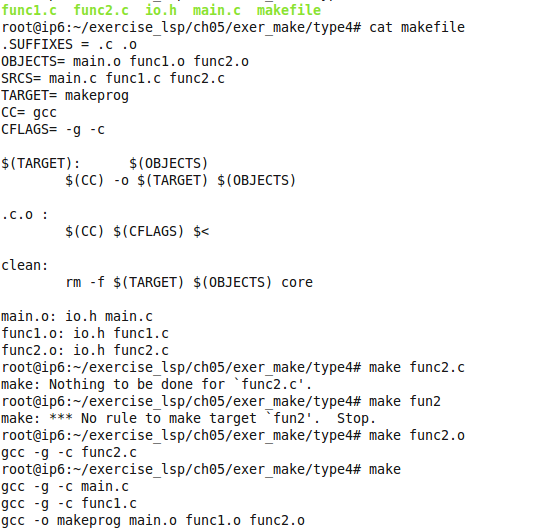 func1.c  func2.c  io.h  main.c  makefile
root@ip6:~/exercise_lsp/ch05/exer_make/type4# cat makefile
.SUFFIXES = .c .o
OBJECTS= main.o func1.o func2.o
SRCS= main.c func1.c func2.c
TARGET= makeprog
CC= gcc
CFLAGS= -g -c

$(TARGET):      $(OBJECTS)
        $(CC) -o $(TARGET) $(OBJECTS)

.c.o :
        $(CC) $(CFLAGS) $<

clean:
        rm -f $(TARGET) $(OBJECTS) core

main.o: io.h main.c
func1.o: io.h func1.c
func2.o: io.h func2.c
root@ip6:~/exercise_lsp/ch05/exer_make/type4# make func2.c
make: Nothing to be done for `func2.c'.
root@ip6:~/exercise_lsp/ch05/exer_make/type4# make fun2
make: *** No rule to make target `fun2'.  Stop.
root@ip6:~/exercise_lsp/ch05/exer_make/type4# make func2.o
gcc -g -c func2.c
root@ip6:~/exercise_lsp/ch05/exer_make/type4# make
gcc -g -c main.c
gcc -g -c func1.c
gcc -o makeprog main.o func1.o func2.o